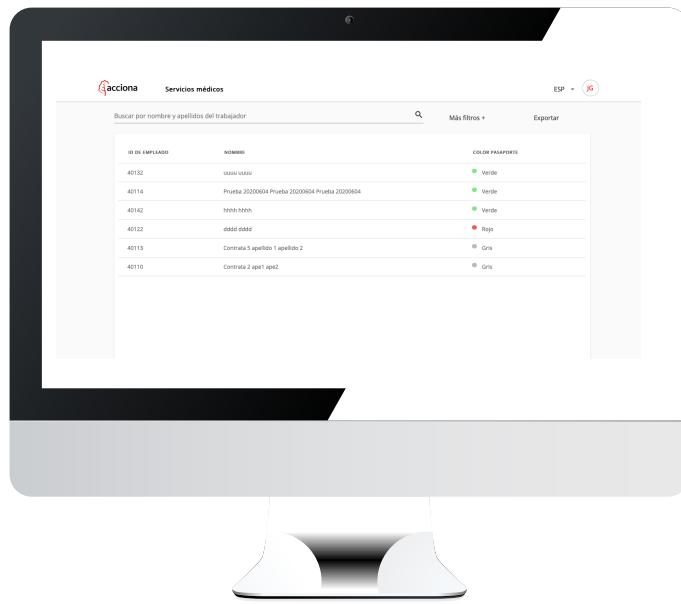 acciona
Servicios médicos
ESP
JG
Buscar por nombre y apellidos del trabajador
Más filtros +
Exportar
ID DE EMPLEADO NOMBRE COLOR PASAPORTE
40132 uuuu uuuu Verde
40114 Prueba 20200604 Prueba 20200604 Prueba 20200604 Verde
40142 hhhh hhhh Verde
40122 dddd dddd Rojo
40113 Contrata 5 apellido 1 apellido 2 Gris
40110 Contrata 2 ape1 ape2 Gris